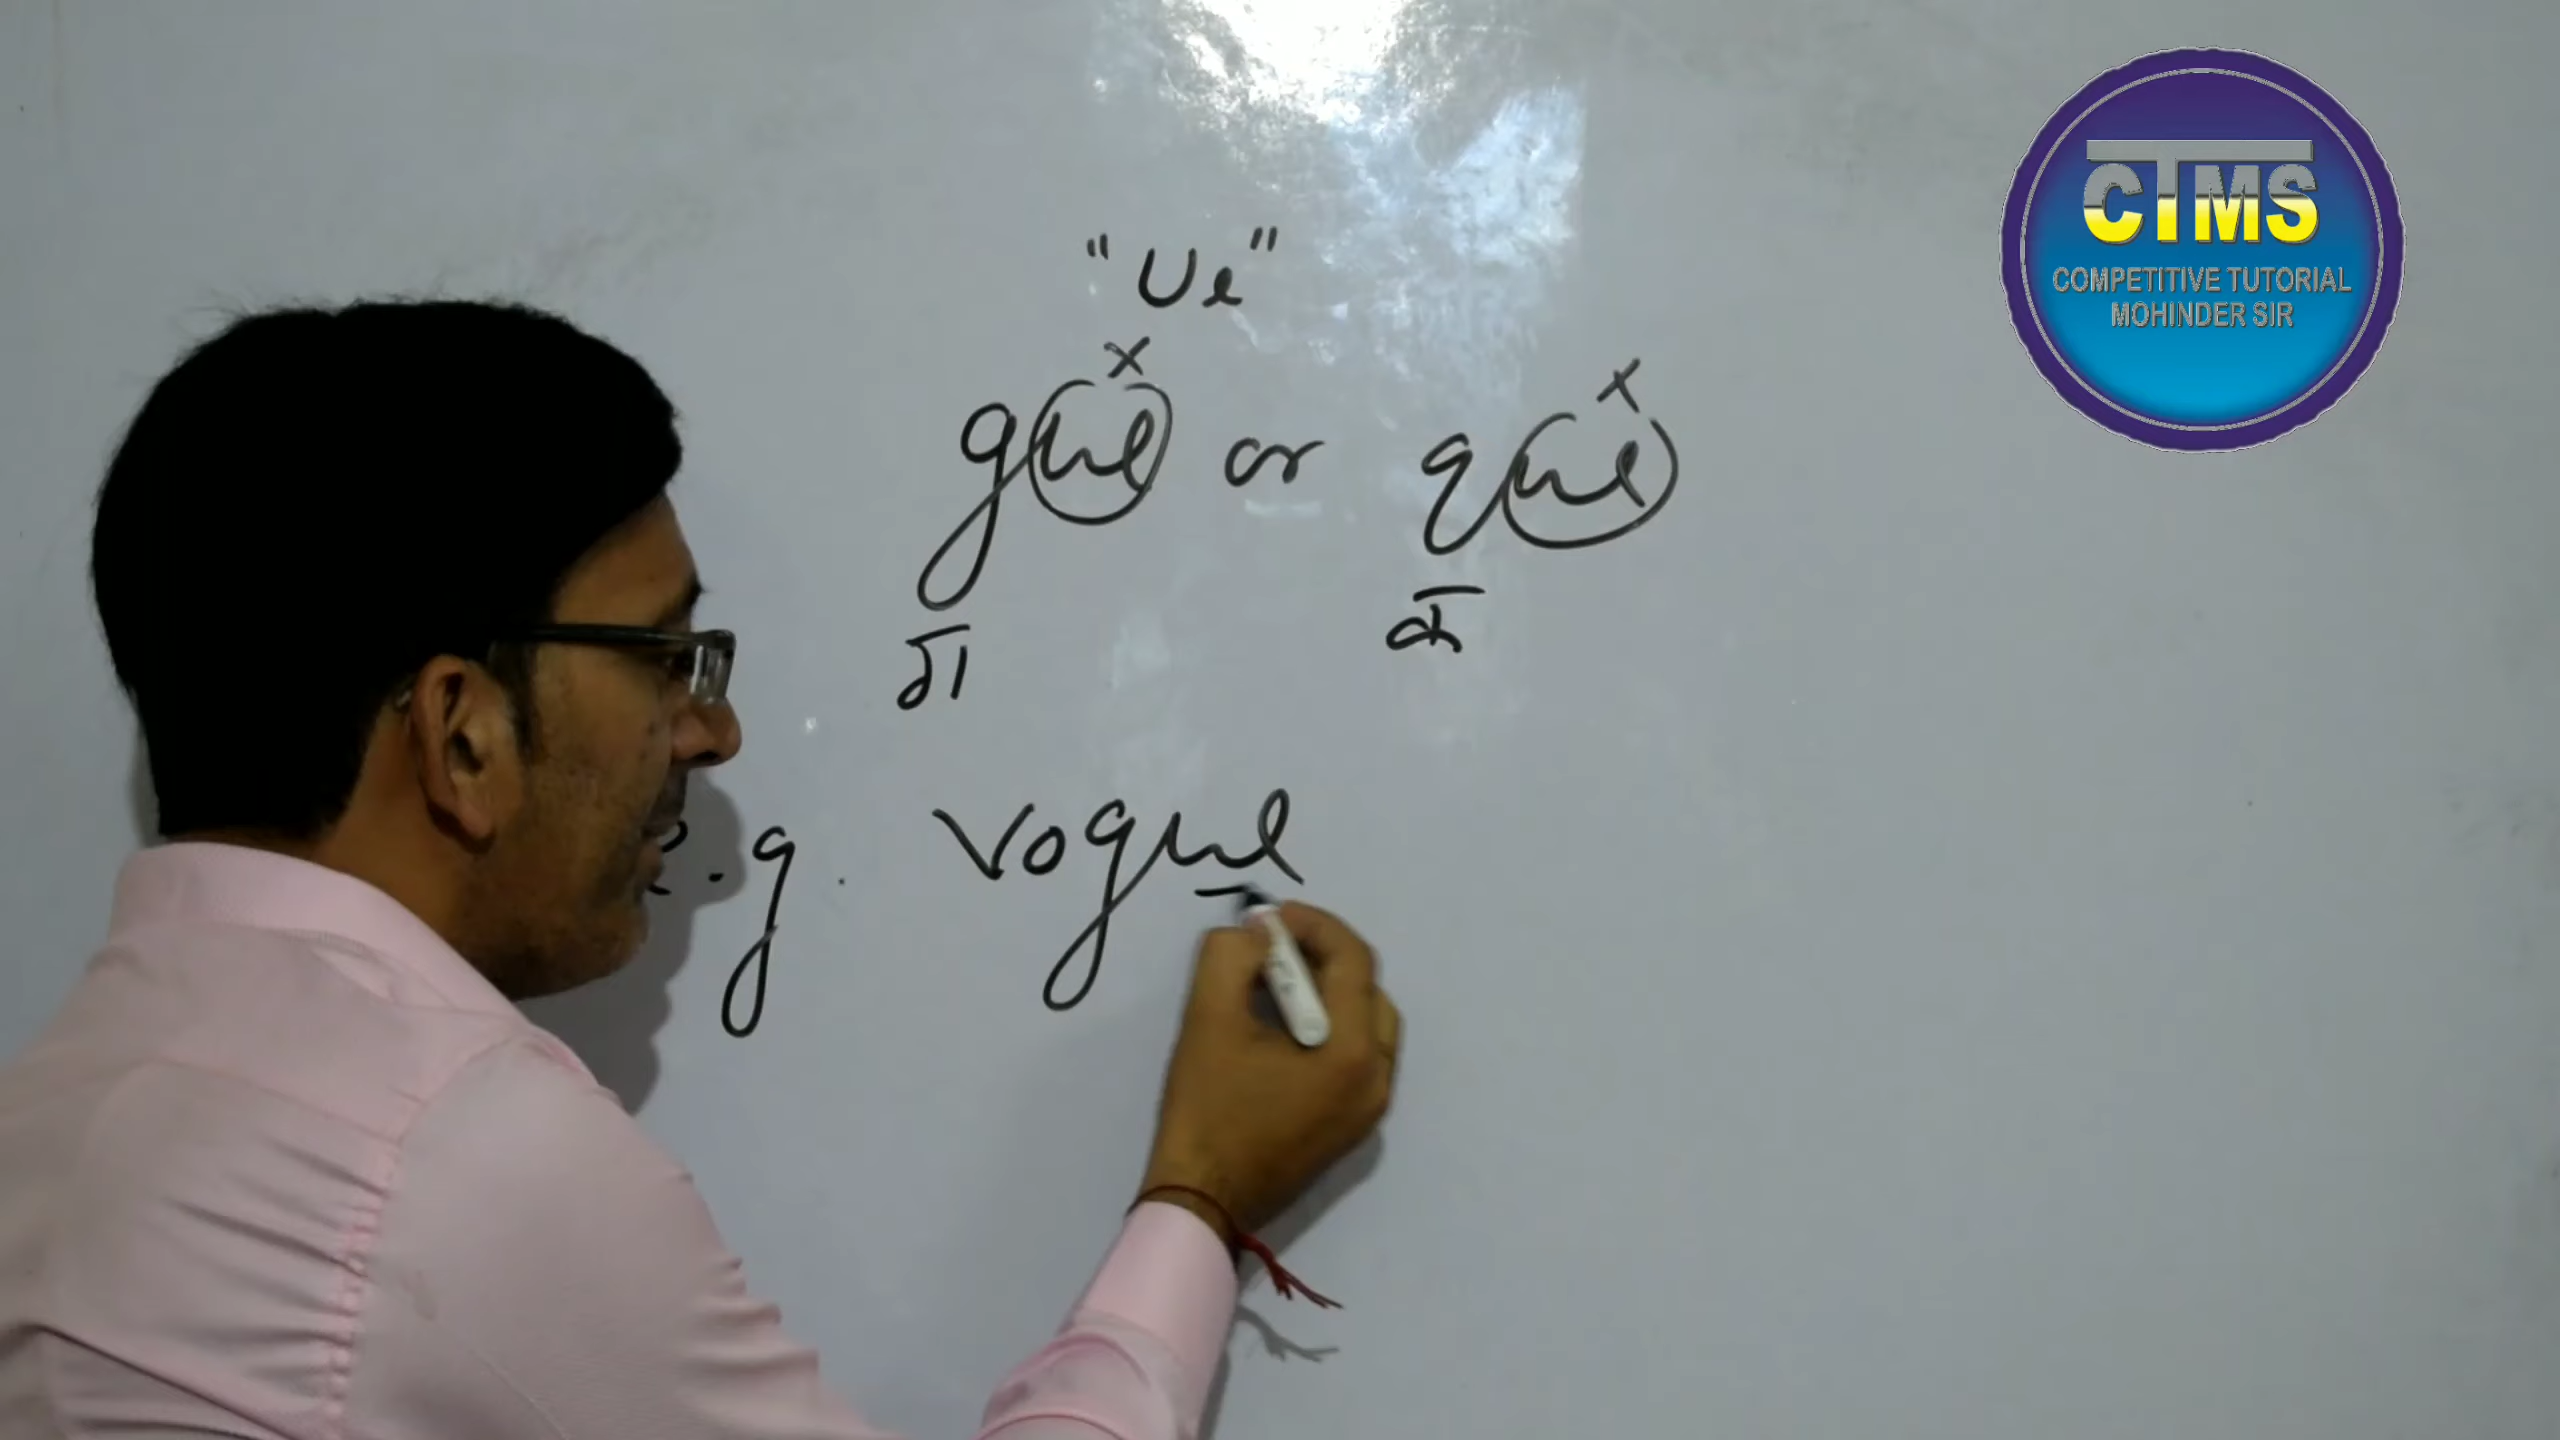 "Ue"
gue or que
x x
ग क
e.g. Vogue
CTMS
COMPETITIVE TUTORIAL
MOHINDER SIR